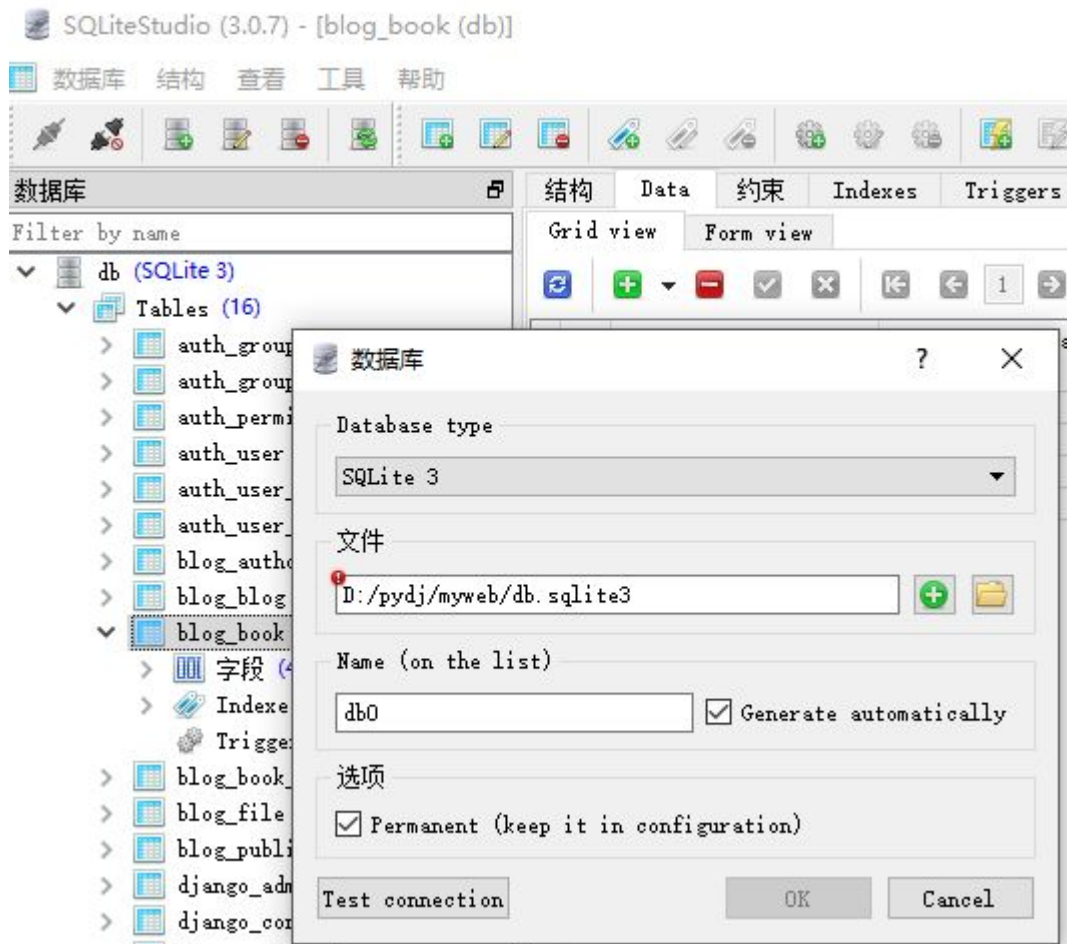 SQLiteStudio (3.0.7) - [blog_book (db)]
数据库 结构 查看 工具 帮助
数据库
结构 Data 约束 Indexes Triggers
Filter by name
Grid view Form view
db (SQLite 3)
1
Tables (16)
auth_group
auth_group
auth_permi
auth_user
auth_user_
auth_user_
blog_autho
blog_blog
blog_book
字段 (4
Indexe
Trigger
blog_book_
blog_file
blog_publi
django_adm
django_con
数据库 ?
Database type
SQLite 3
文件
D:/pydj/myweb/db.sqlite3
Name (on the list)
db0
Generate automatically
选项
Permanent (keep it in configuration)
Test connection OK Cancel